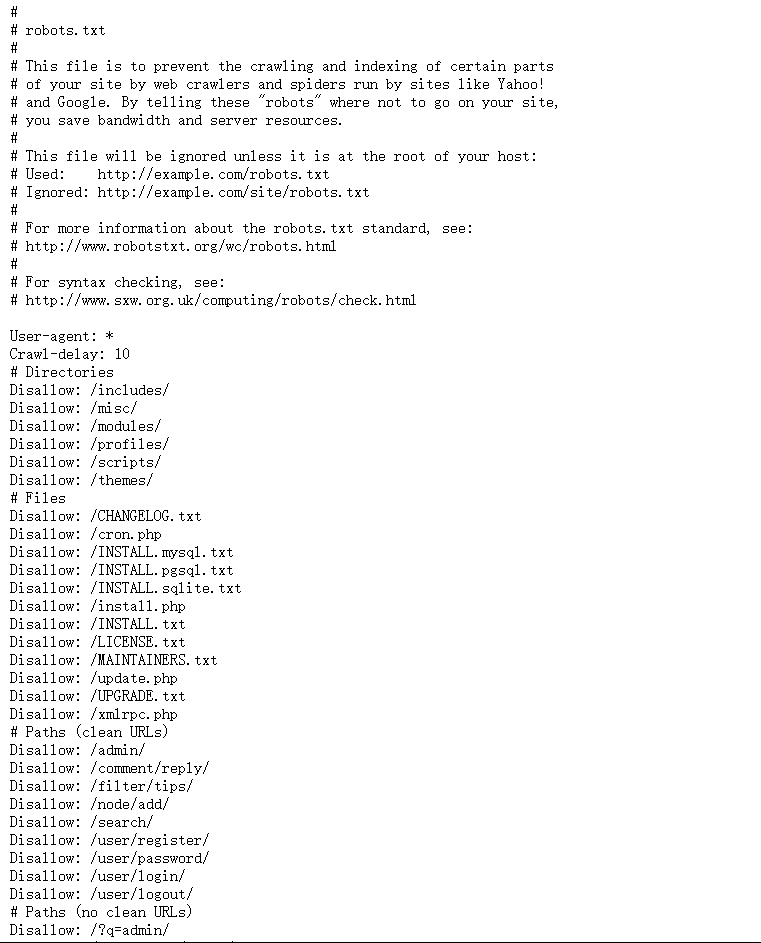 #
# robots.txt
#
# This file is to prevent the crawling and indexing of certain parts
# of your site by web crawlers and spiders run by sites like Yahoo!
# and Google. By telling these "robots" where not to go on your site,
# you save bandwidth and server resources.
#
# This file will be ignored unless it is at the root of your host:
# Used:    http://example.com/robots.txt
# Ignored: http://example.com/site/robots.txt
#
# For more information about the robots.txt standard, see:
# http://www.robotstxt.org/wc/robots.html
#
# For syntax checking, see:
# http://www.sxw.org.uk/computing/robots/check.html

User-agent: *
Crawl-delay: 10
# Directories
Disallow: /includes/
Disallow: /misc/
Disallow: /modules/
Disallow: /profiles/
Disallow: /scripts/
Disallow: /themes/
# Files
Disallow: /CHANGELOG.txt
Disallow: /cron.php
Disallow: /INSTALL.mysql.txt
Disallow: /INSTALL.pgsql.txt
Disallow: /INSTALL.sqlite.txt
Disallow: /install.php
Disallow: /INSTALL.txt
Disallow: /LICENSE.txt
Disallow: /MAINTAINERS.txt
Disallow: /update.php
Disallow: /UPGRADE.txt
Disallow: /xmlrpc.php
# Paths (clean URLs)
Disallow: /admin/
Disallow: /comment/reply/
Disallow: /filter/tips/
Disallow: /node/add/
Disallow: /search/
Disallow: /user/register/
Disallow: /user/password/
Disallow: /user/login/
Disallow: /user/logout/
# Paths (no clean URLs)
Disallow: /?q=admin/